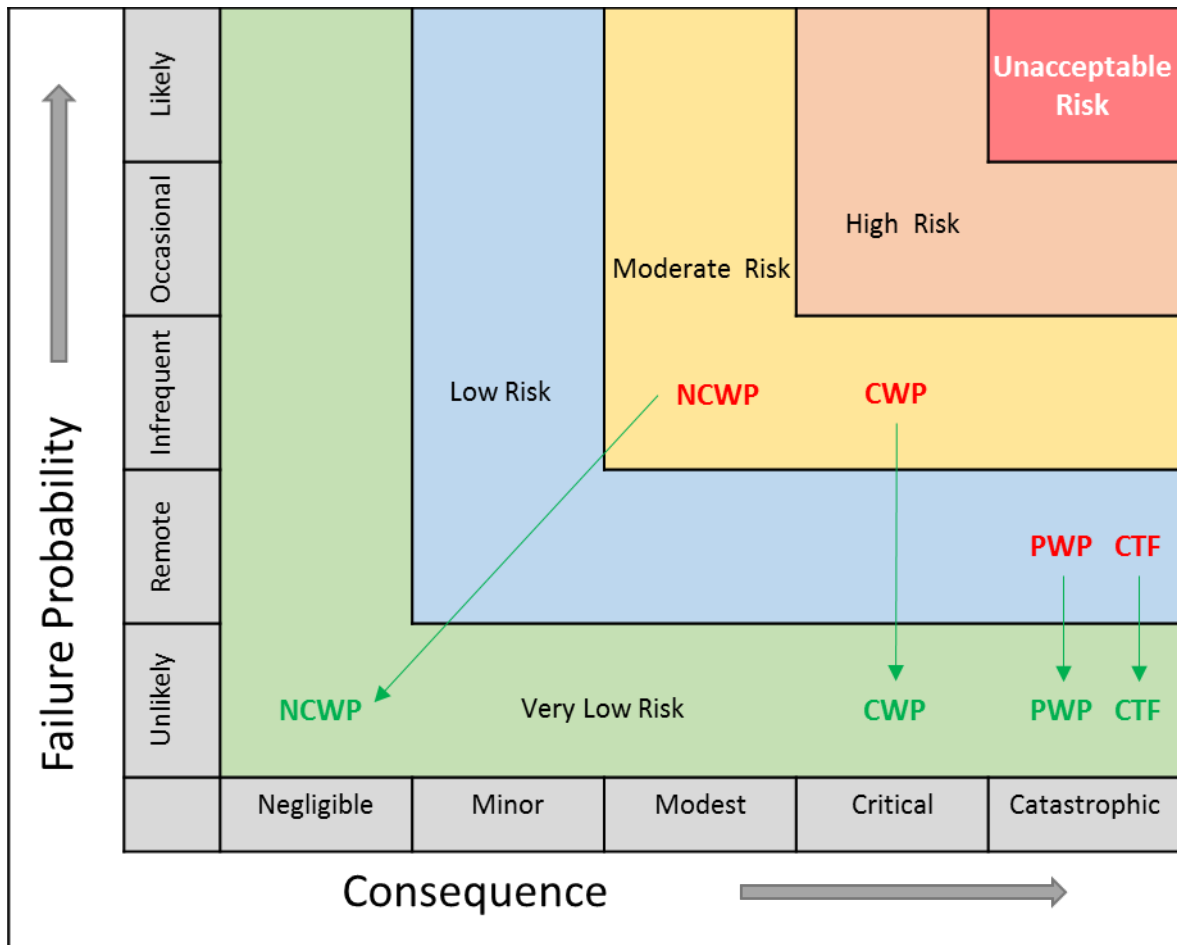 Failure Probability
Likely
Unacceptable
Risk
Occasional
High Risk
Moderate Risk
Infrequent
Low Risk
NCWP
CWP
Remote
PWP
CTF
Unlikely
NCWP
Very Low Risk
CWP
PWP
CTF
Negligible
Minor
Modest
Critical
Catastrophic
Consequence